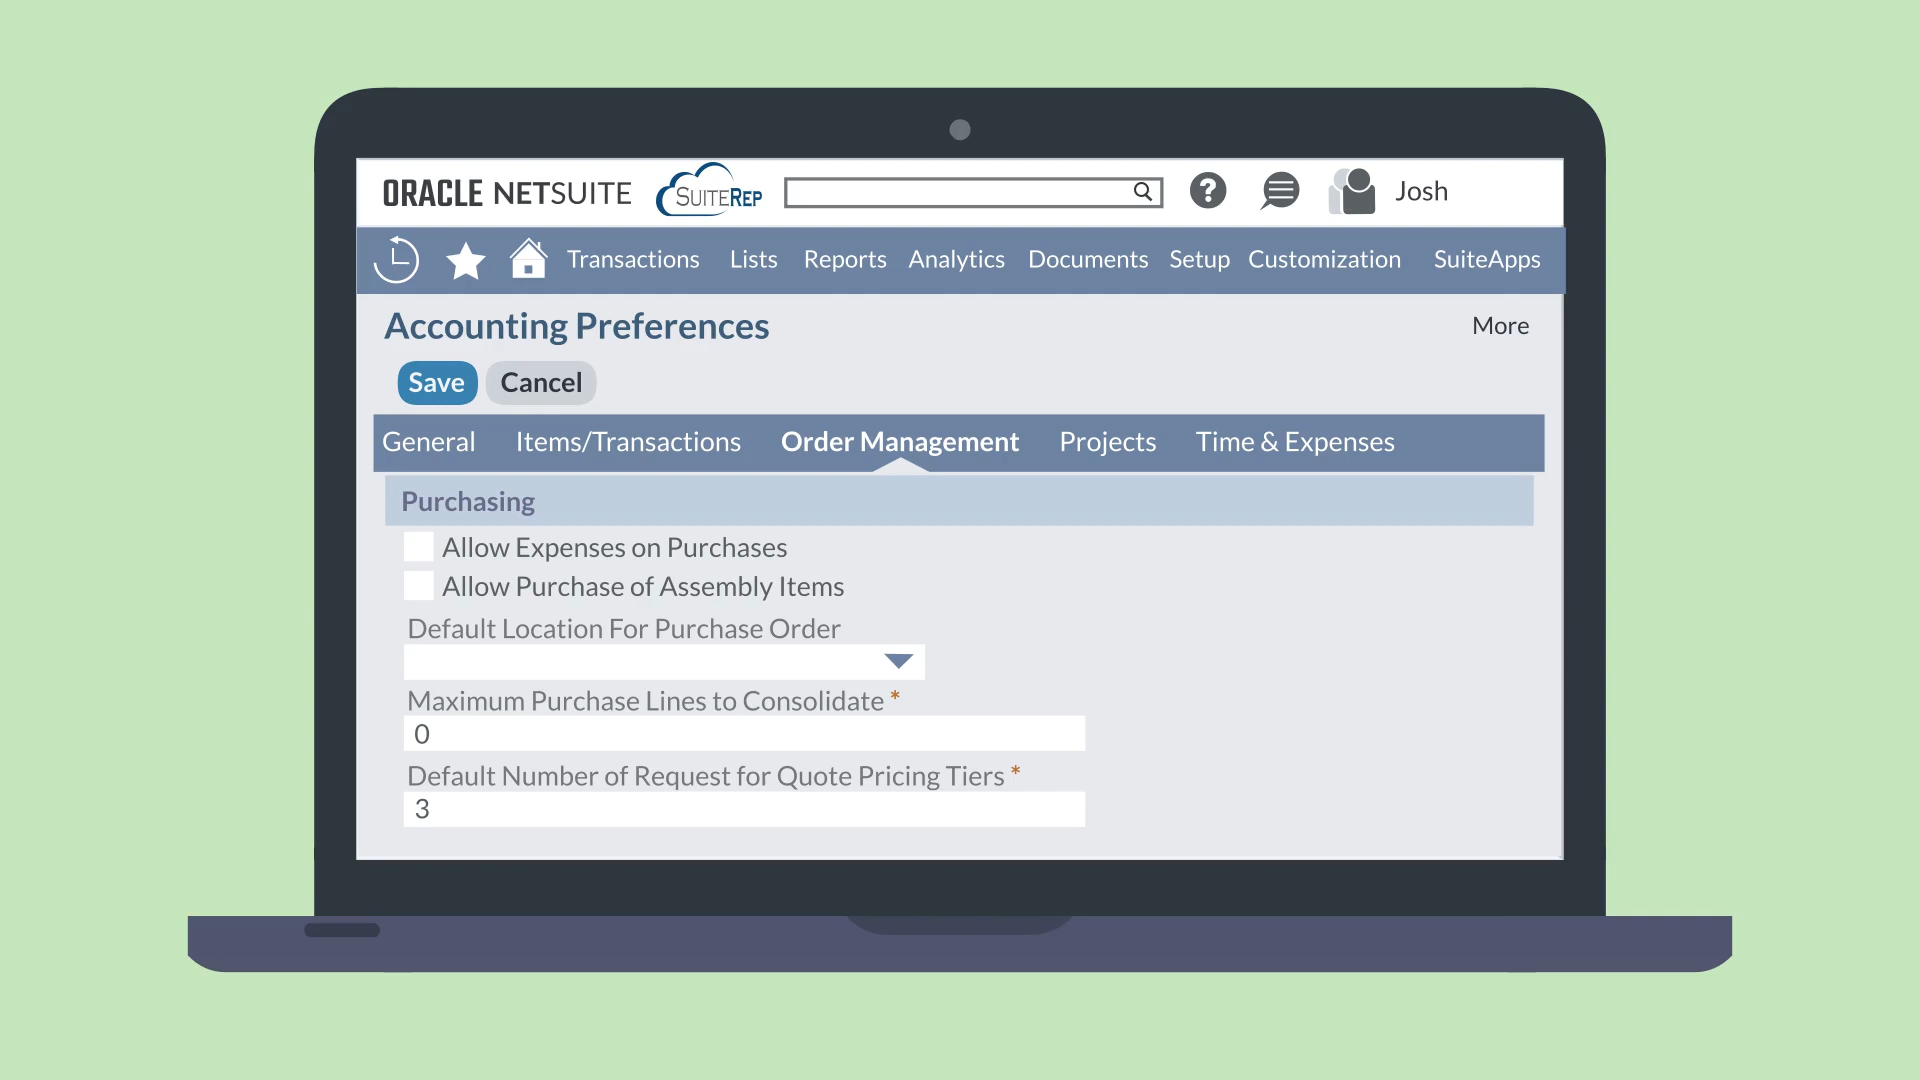 ORACLE NETSUITE SUITEREP ? Josh
Transactions Lists Reports Analytics Documents Setup Customization SuiteApps
Accounting Preferences More
Save Cancel
General Items/Transactions Order Management Projects Time & Expenses
Purchasing
Allow Expenses on Purchases
Allow Purchase of Assembly Items
Default Location For Purchase Order
Maximum Purchase Lines to Consolidate *
0
Default Number of Request for Quote Pricing Tiers *
3